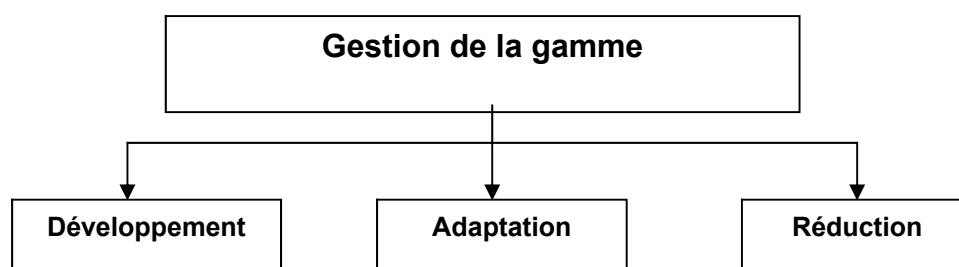 Gestion de la gamme
Développement
Adaptation
Réduction